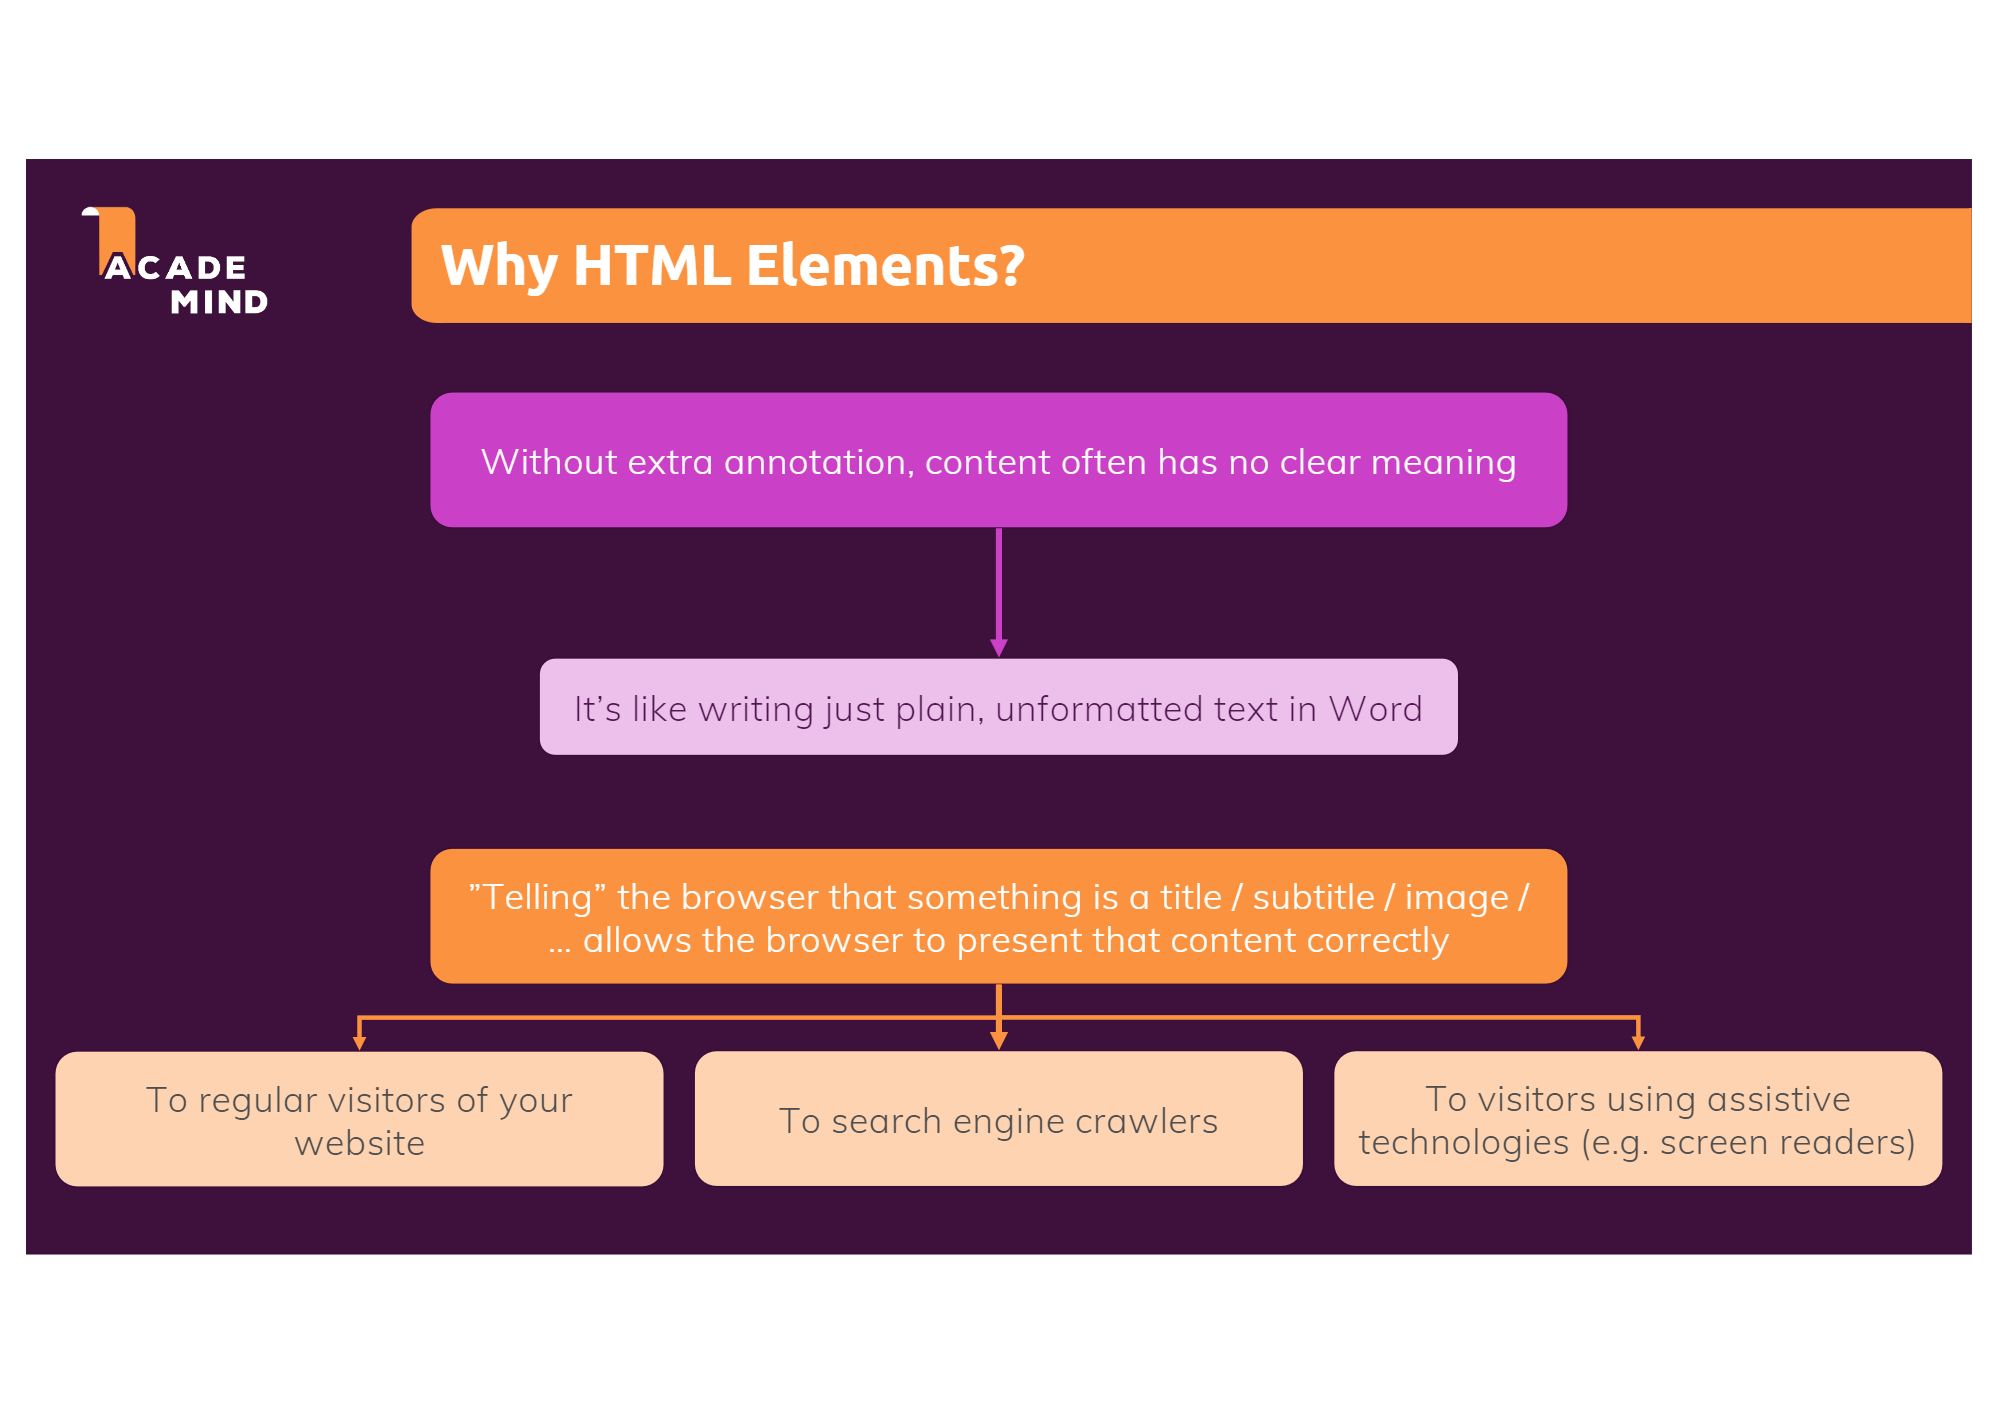 ACADE
MIND
Why HTML Elements?
Without extra annotation, content often has no clear meaning
It’s like writing just plain, unformatted text in Word
”Telling” the browser that something is a title / subtitle / image /
… allows the browser to present that content correctly
To regular visitors of your
website
To search engine crawlers
To visitors using assistive
technologies (e.g. screen readers)